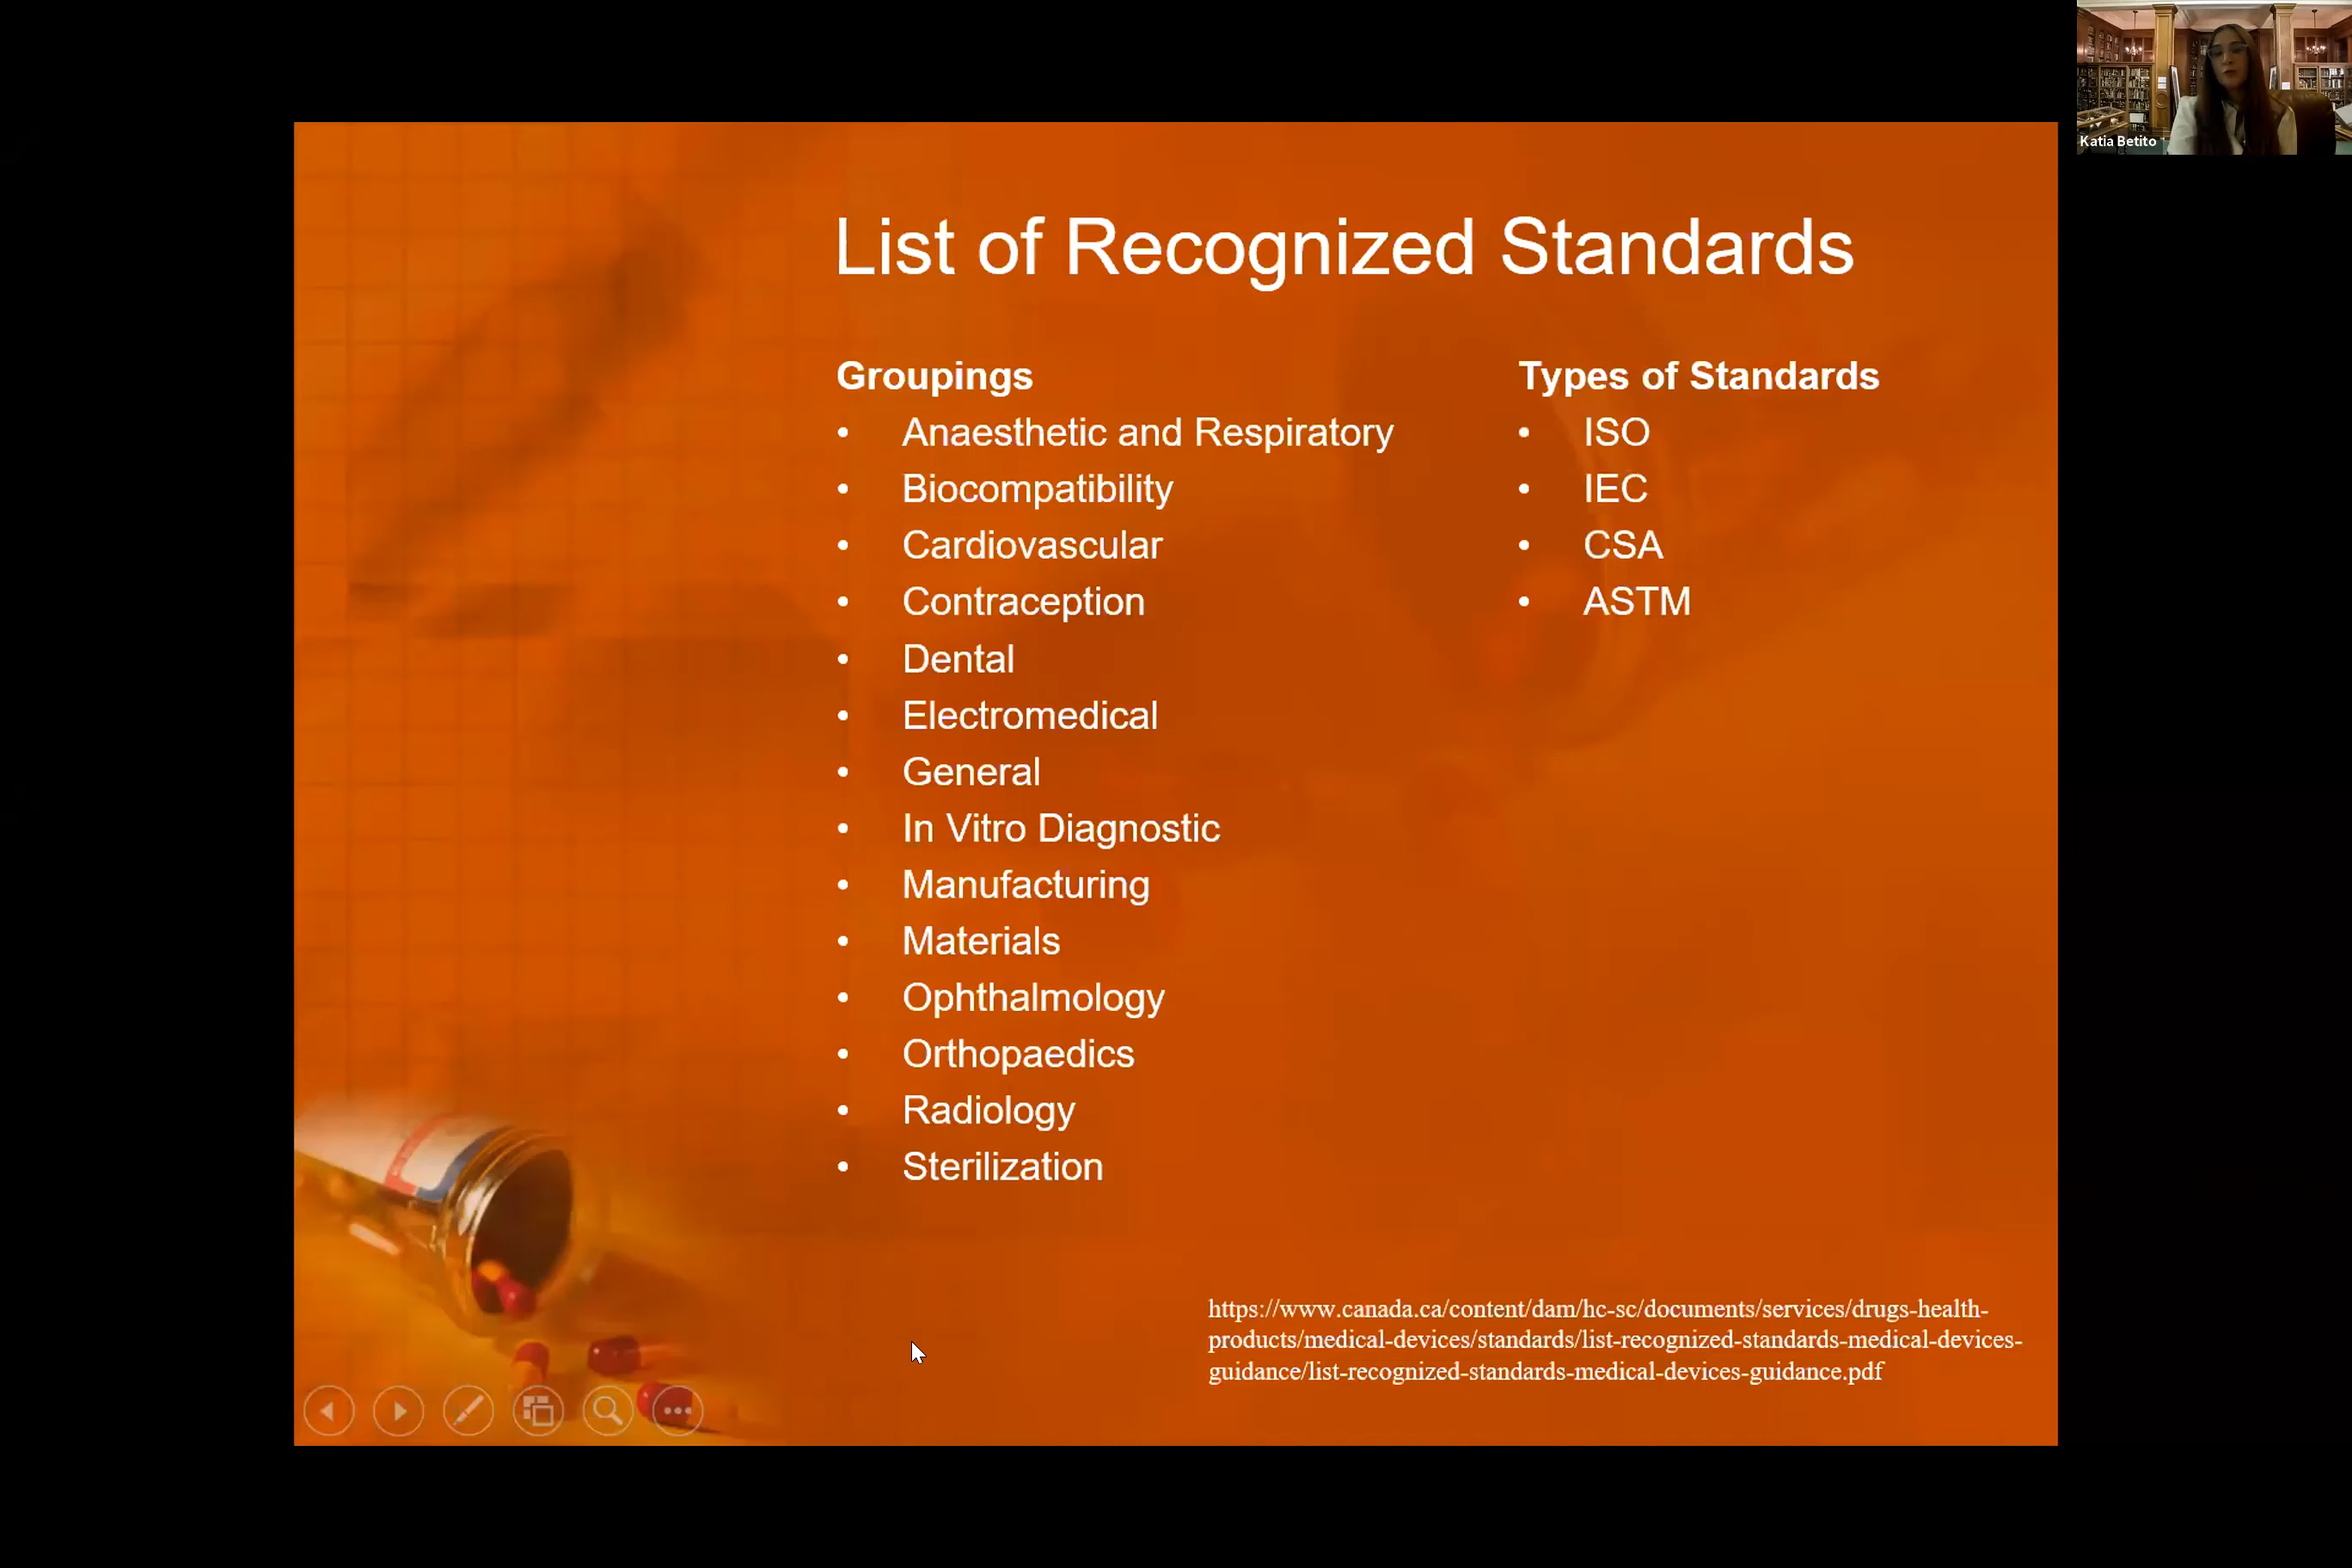 Katia Betito
List of Recognized Standards
Groupings
• Anaesthetic and Respiratory
• Biocompatibility
• Cardiovascular
• Contraception
• Dental
• Electromedical
• General
• In Vitro Diagnostic
• Manufacturing
• Materials
• Ophthalmology
• Orthopaedics
• Radiology
• Sterilization
Types of Standards
• ISO
• IEC
• CSA
• ASTM
https://www.canada.ca/content/dam/hc-sc/documents/services/drugs-health-
products/medical-devices/standards/list-recognized-standards-medical-devices-
guidance/list-recognized-standards-medical-devices-guidance.pdf